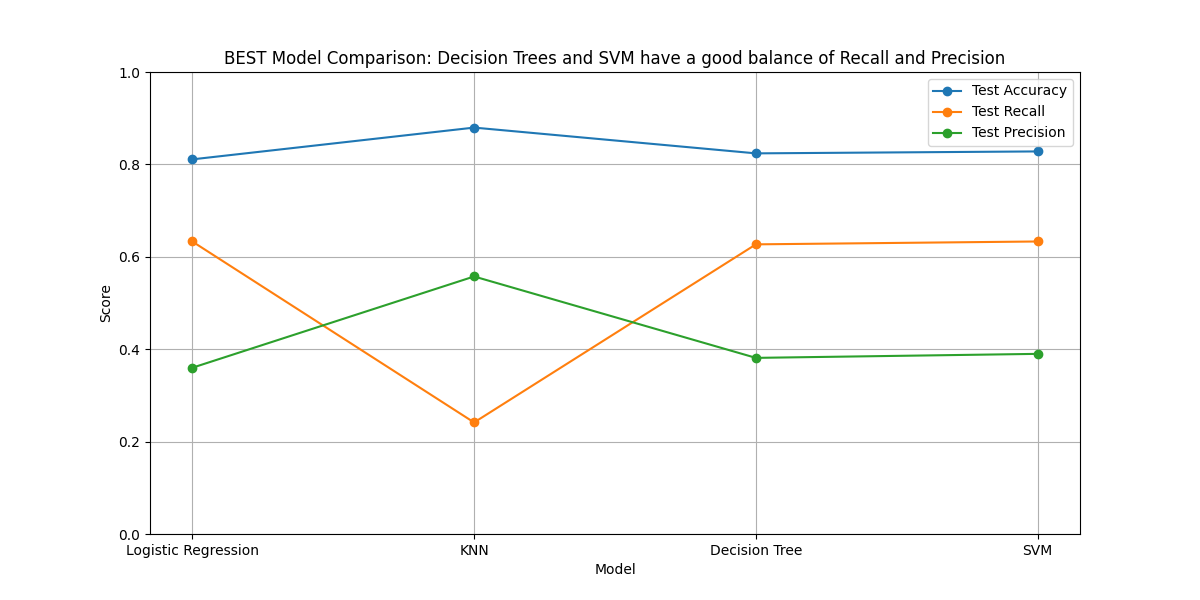 BEST Model Comparison: Decision Trees and SVM have a good balance of Recall and Precision
1.0
0.8
0.6
0.4
0.2
0.0
Score
Test Accuracy
Test Recall
Test Precision
Logistic Regression
KNN
Decision Tree
SVM
Model